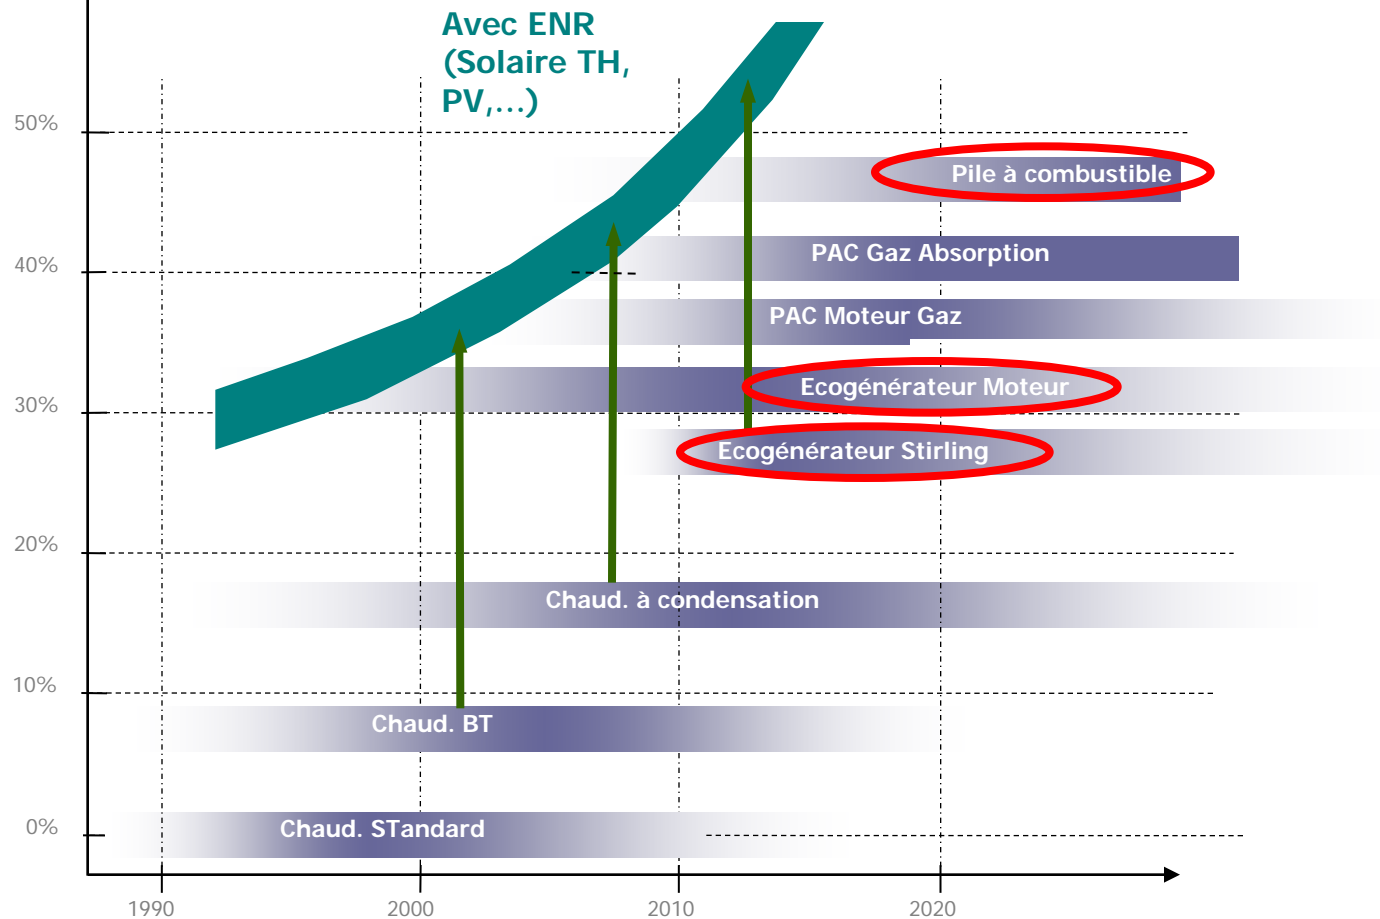 Avec ENR
(Solaire TH,
PV,...)
50%
Pile à combustible
PAC Gaz Absorption
40%
PAC Moteur Gaz
Ecogénérateur Moteur
30%
Ecogénérateur Stirling
20%
Chaud. à condensation
10%
Chaud. BT
0%
Chaud. STandard
1990
2000
2010
2020